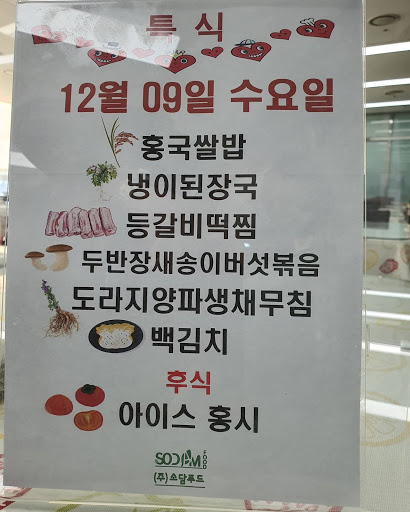 특식
12월 09일 수요일
홍국쌀밥
냉이된장국
등갈비떡찜
두반장새송이버섯볶음
도라지양파생채무침
백김치
후식
아이스 홍시
SODAM FOOD
(주)소담푸드